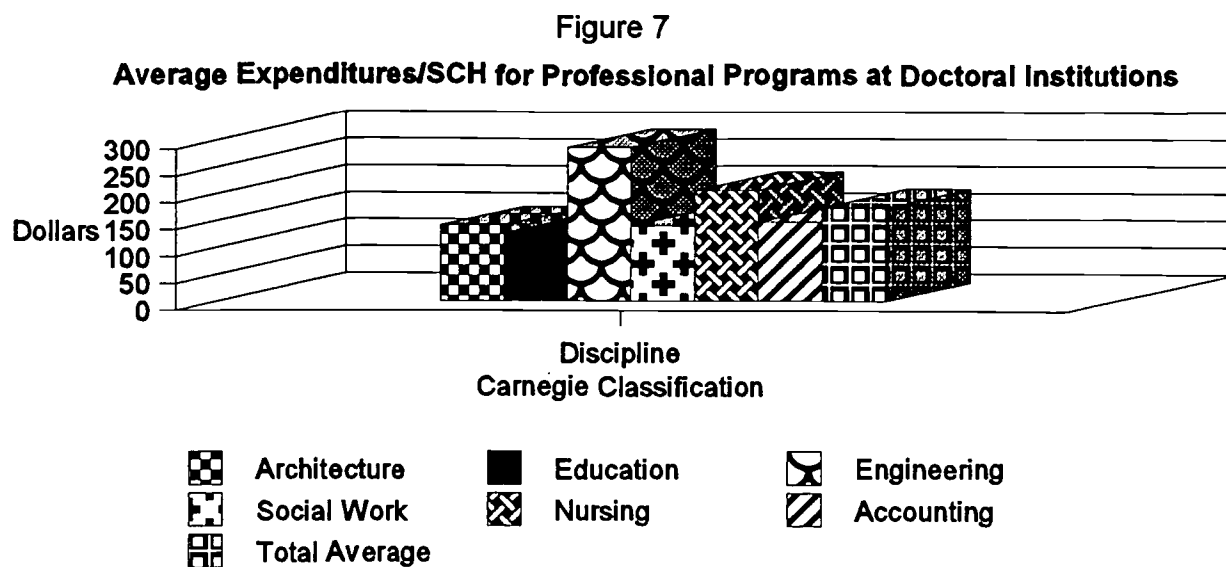 Figure 7
Average Expenditures/SCH for Professional Programs at Doctoral Institutions
300
250
200
150
100
50
0
Dollars
Discipline
Carnegie Classification
Architecture Education Engineering
Social Work Nursing Accounting
Total Average